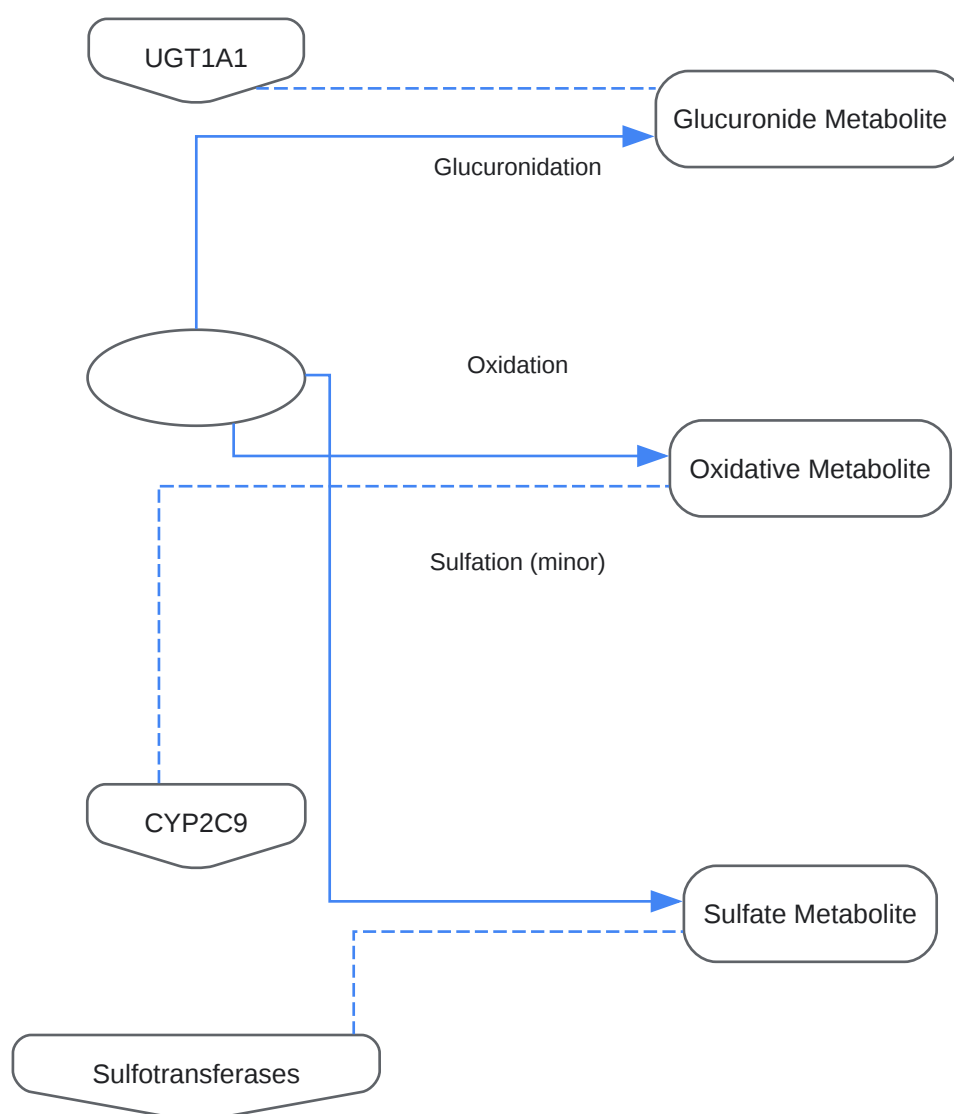 UGT1A1
Glucuronide Metabolite
Glucuronidation
Oxidation
Oxidative Metabolite
Sulfation (minor)
CYP2C9
Sulfate Metabolite
Sulfotransferases